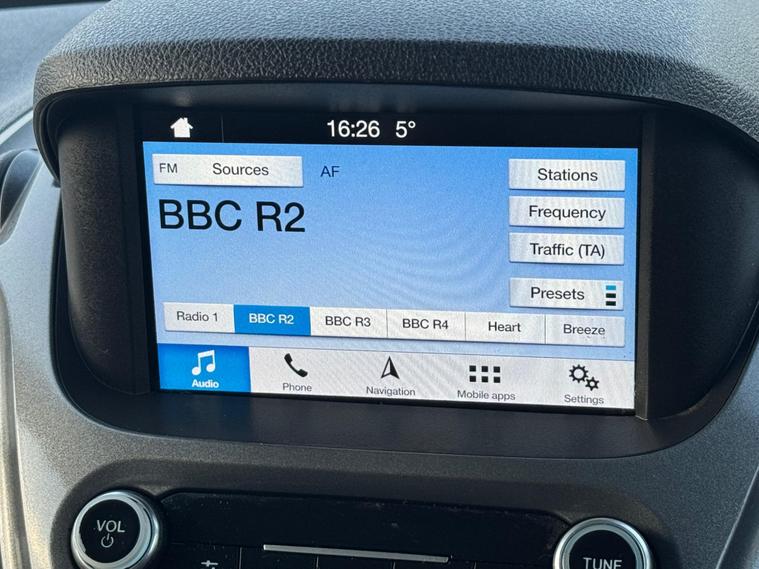 16:26 5°
FM Sources AF
Stations
BBC R2
Frequency
Traffic (TA)
Presets
Radio 1 BBC R2 BBC R3 BBC R4 Heart Breeze
Audio Phone Navigation Mobile apps Settings
VOL TUNE